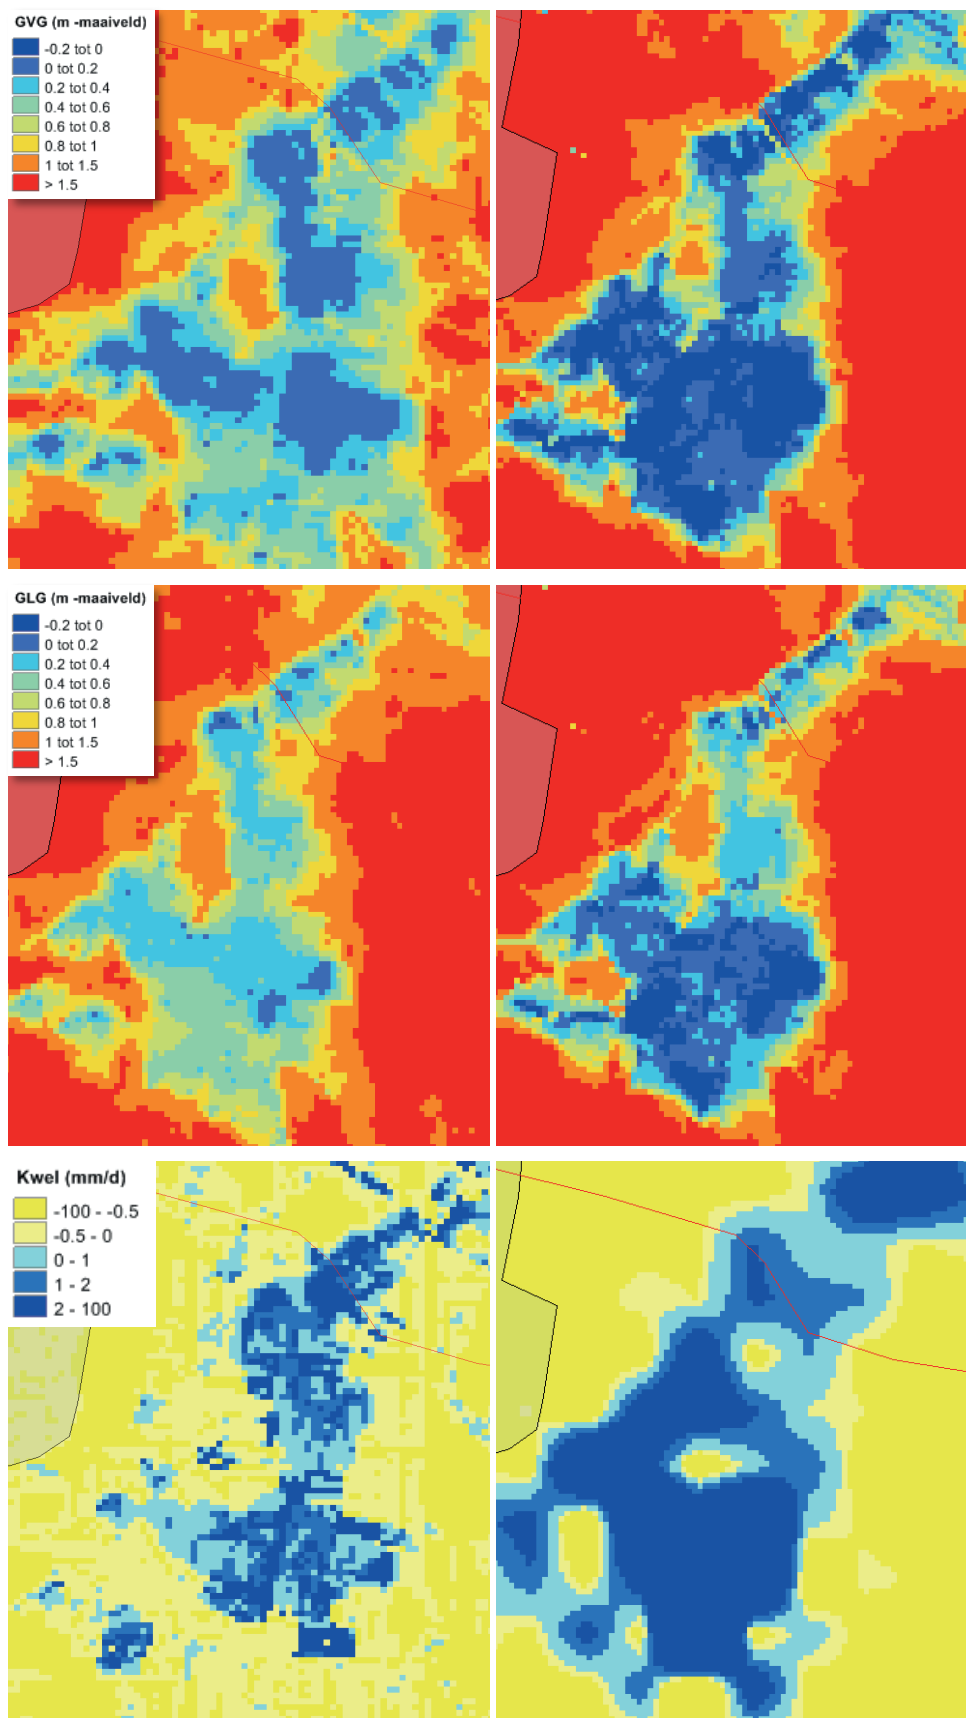 GVG (m -maaiveld)
-0.2 tot 0
0 tot 0.2
0.2 tot 0.4
0.4 tot 0.6
0.6 tot 0.8
0.8 tot 1
1 tot 1.5
> 1.5
GLG (m -maaiveld)
-0.2 tot 0
0 tot 0.2
0.2 tot 0.4
0.4 tot 0.6
0.6 tot 0.8
0.8 tot 1
1 tot 1.5
> 1.5
Kwel (mm/d)
-100 - -0.5
-0.5 - 0
0 - 1
1 - 2
2 - 100